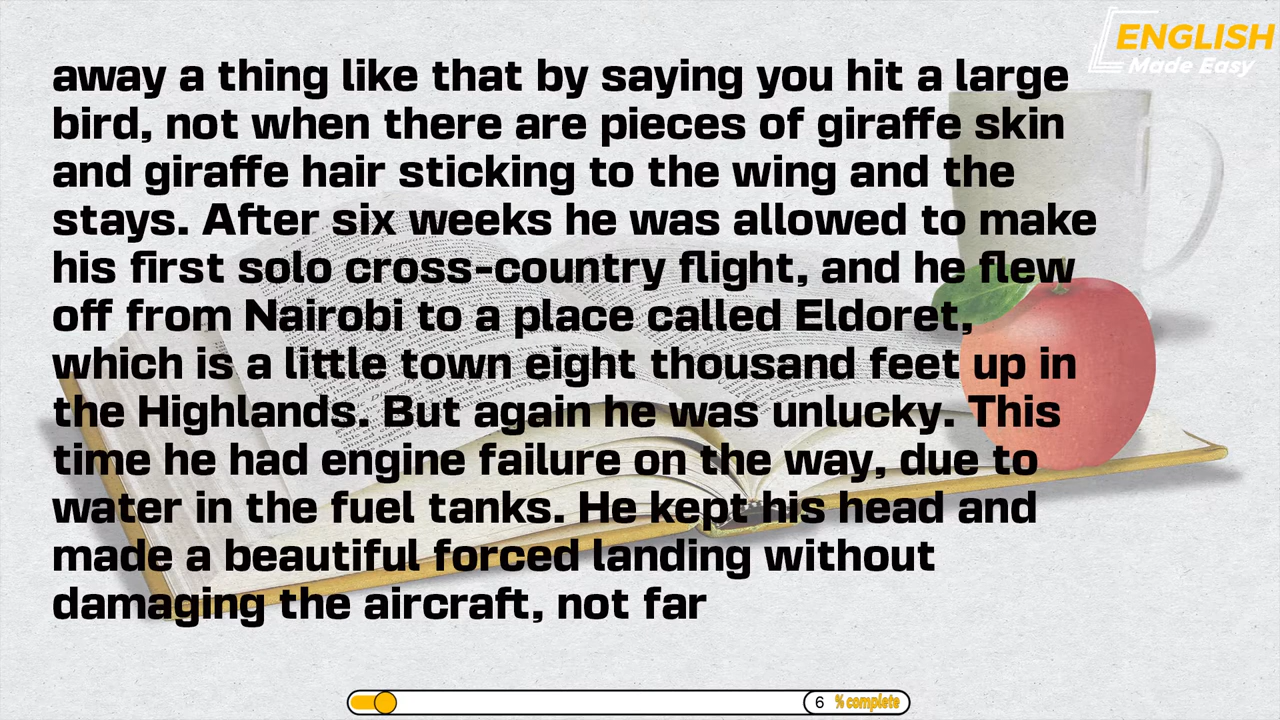 ENGLISH
Made Easy
away a thing like that by saying you hit a large
bird, not when there are pieces of giraffe skin
and giraffe hair sticking to the wing and the
stays. After six weeks he was allowed to make
his first solo cross-country flight, and he flew
off from Nairobi to a place called Eldoret,
which is a little town eight thousand feet up in
the Highlands. But again he was unlucky. This
time he had engine failure on the way, due to
water in the fuel tanks. He kept his head and
made a beautiful forced landing without
damaging the aircraft, not far
6 % complete